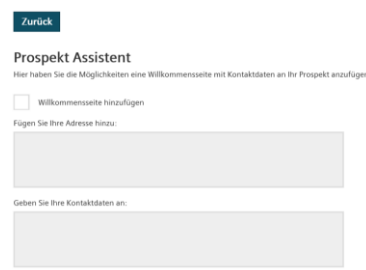 Zurück
Prospekt Assistent
Hier haben Sie die Möglichkeiten eine Willkommensseite mit Kontaktdaten an Ihr Prospekt anzufügen
Willkommensseite hinzufügen
Fügen Sie Ihre Adresse hinzu:
Geben Sie Ihre Kontaktdaten an: